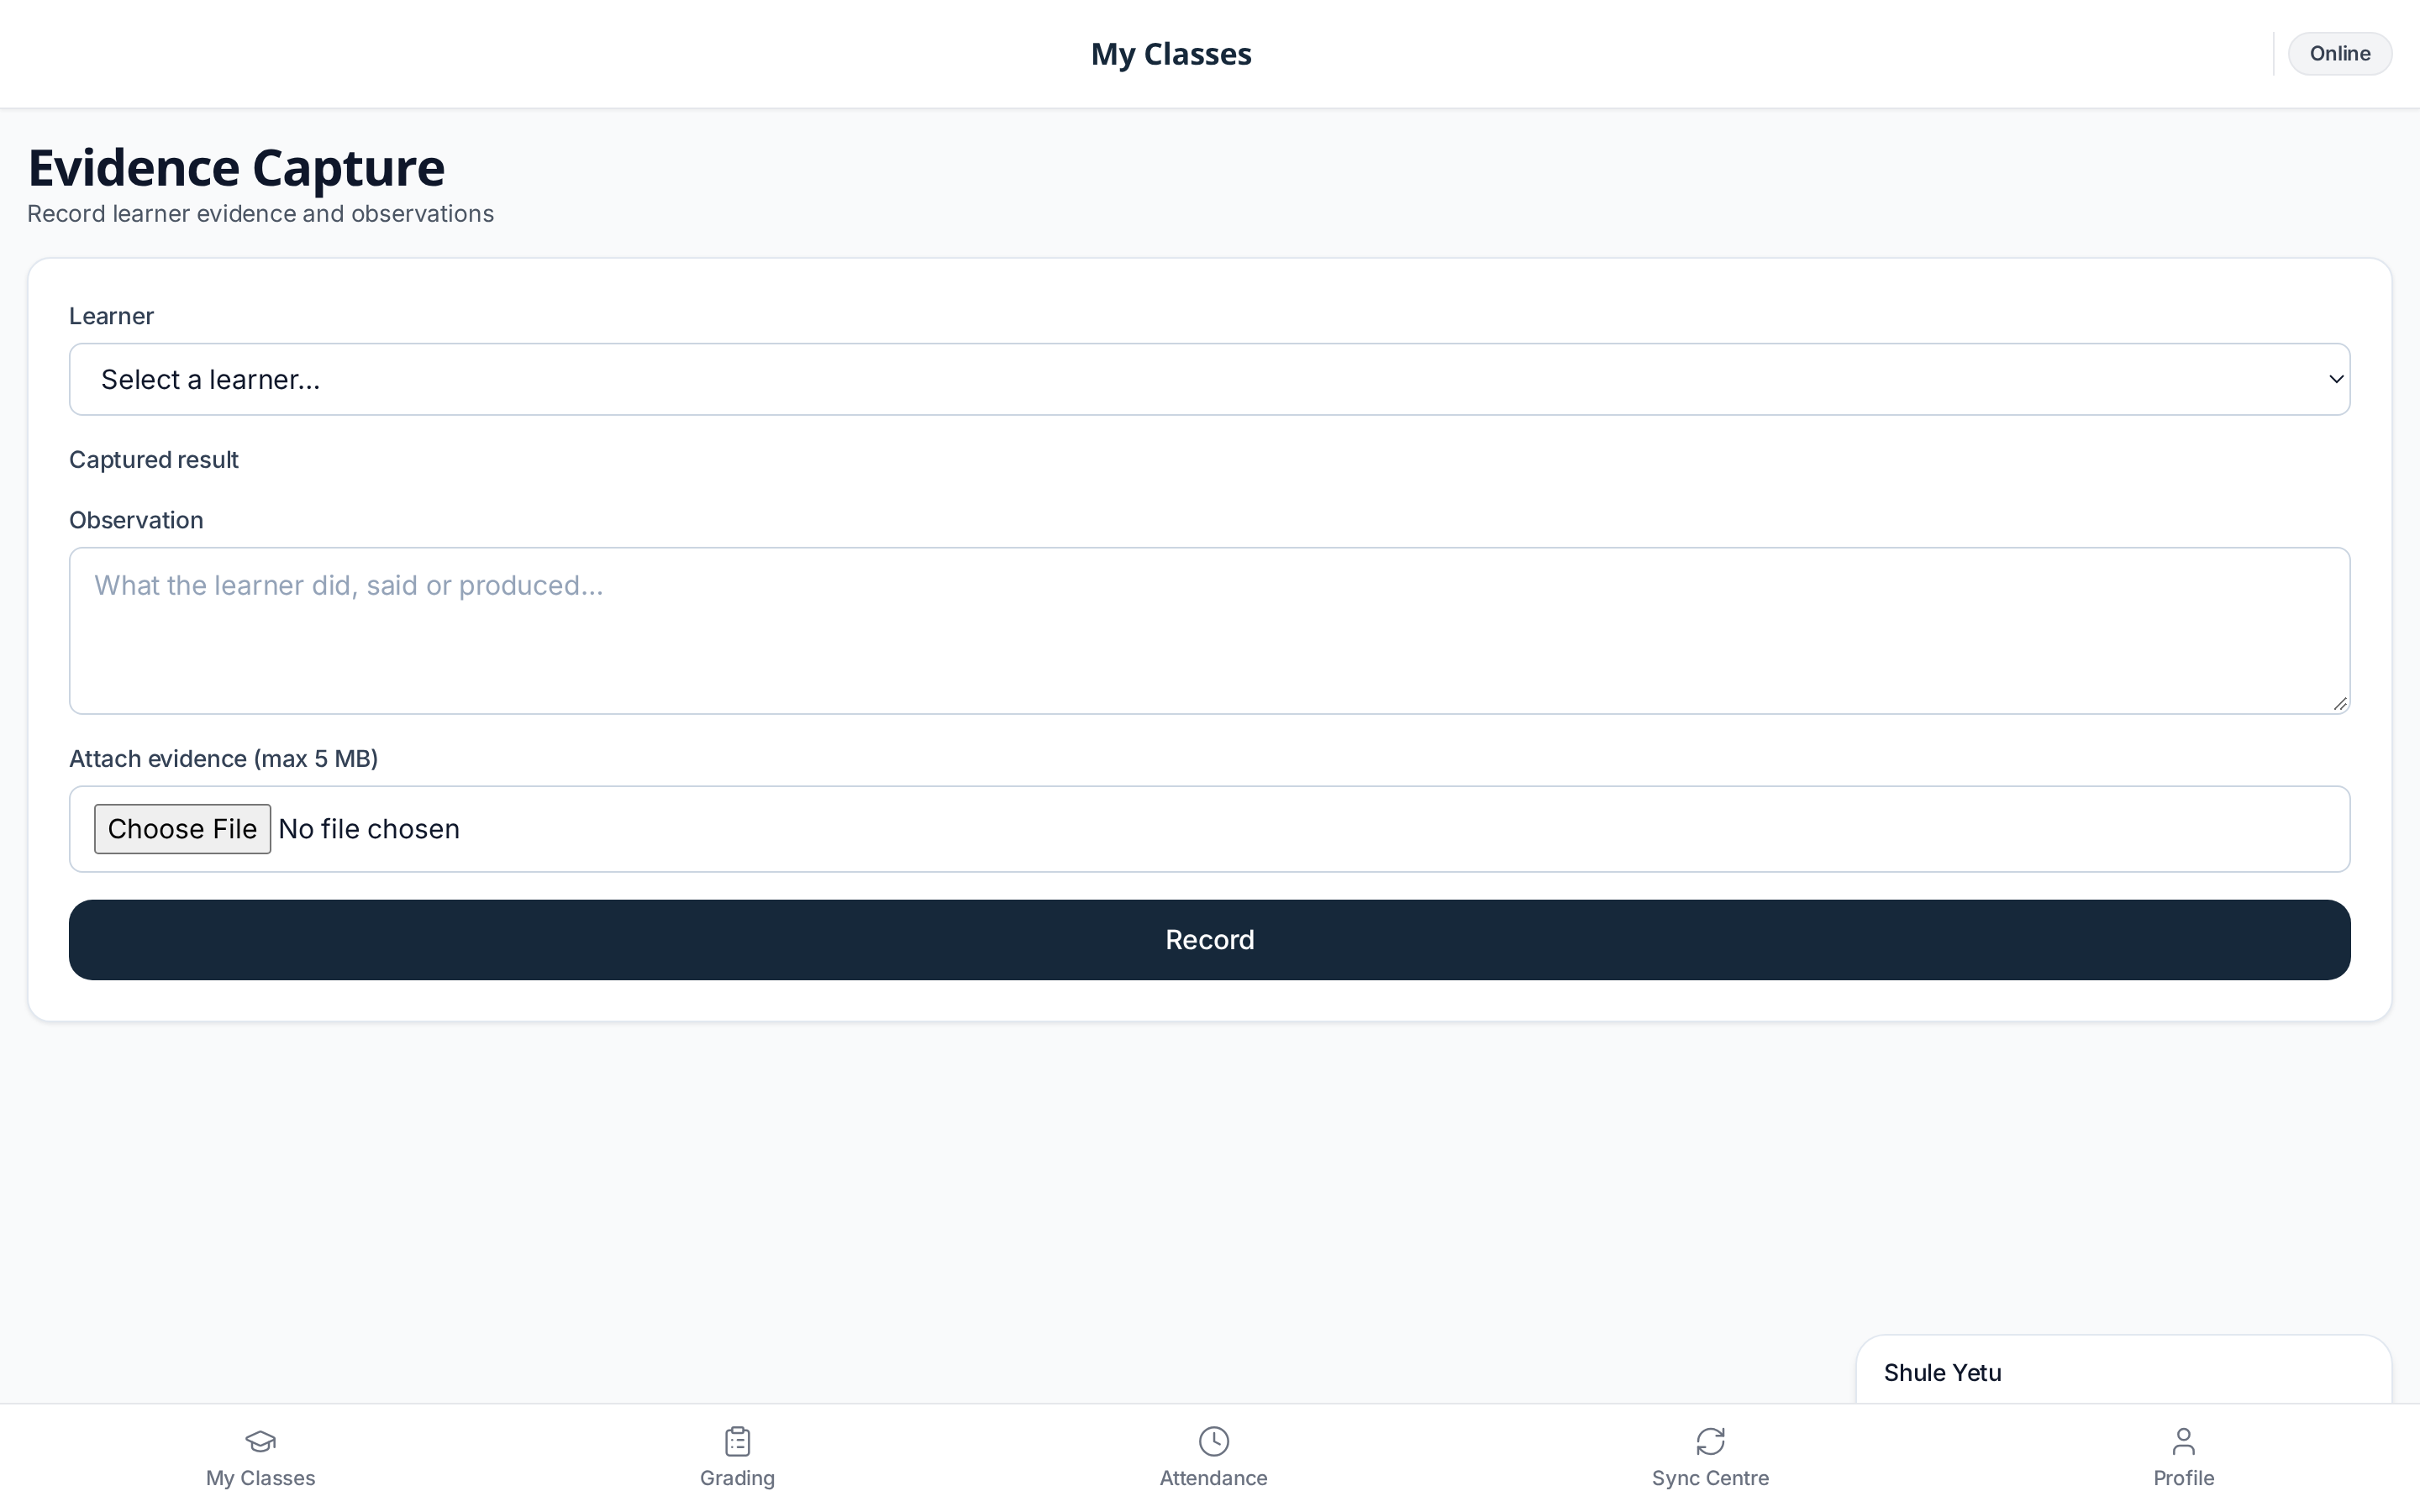 My Classes
Online
Evidence Capture
Record learner evidence and observations
Learner
Select a learner...
Captured result
Observation
What the learner did, said or produced...
Attach evidence (max 5 MB)
Choose File No file chosen
Record
Shule Yetu
My Classes
Grading
Attendance
Sync Centre
Profile